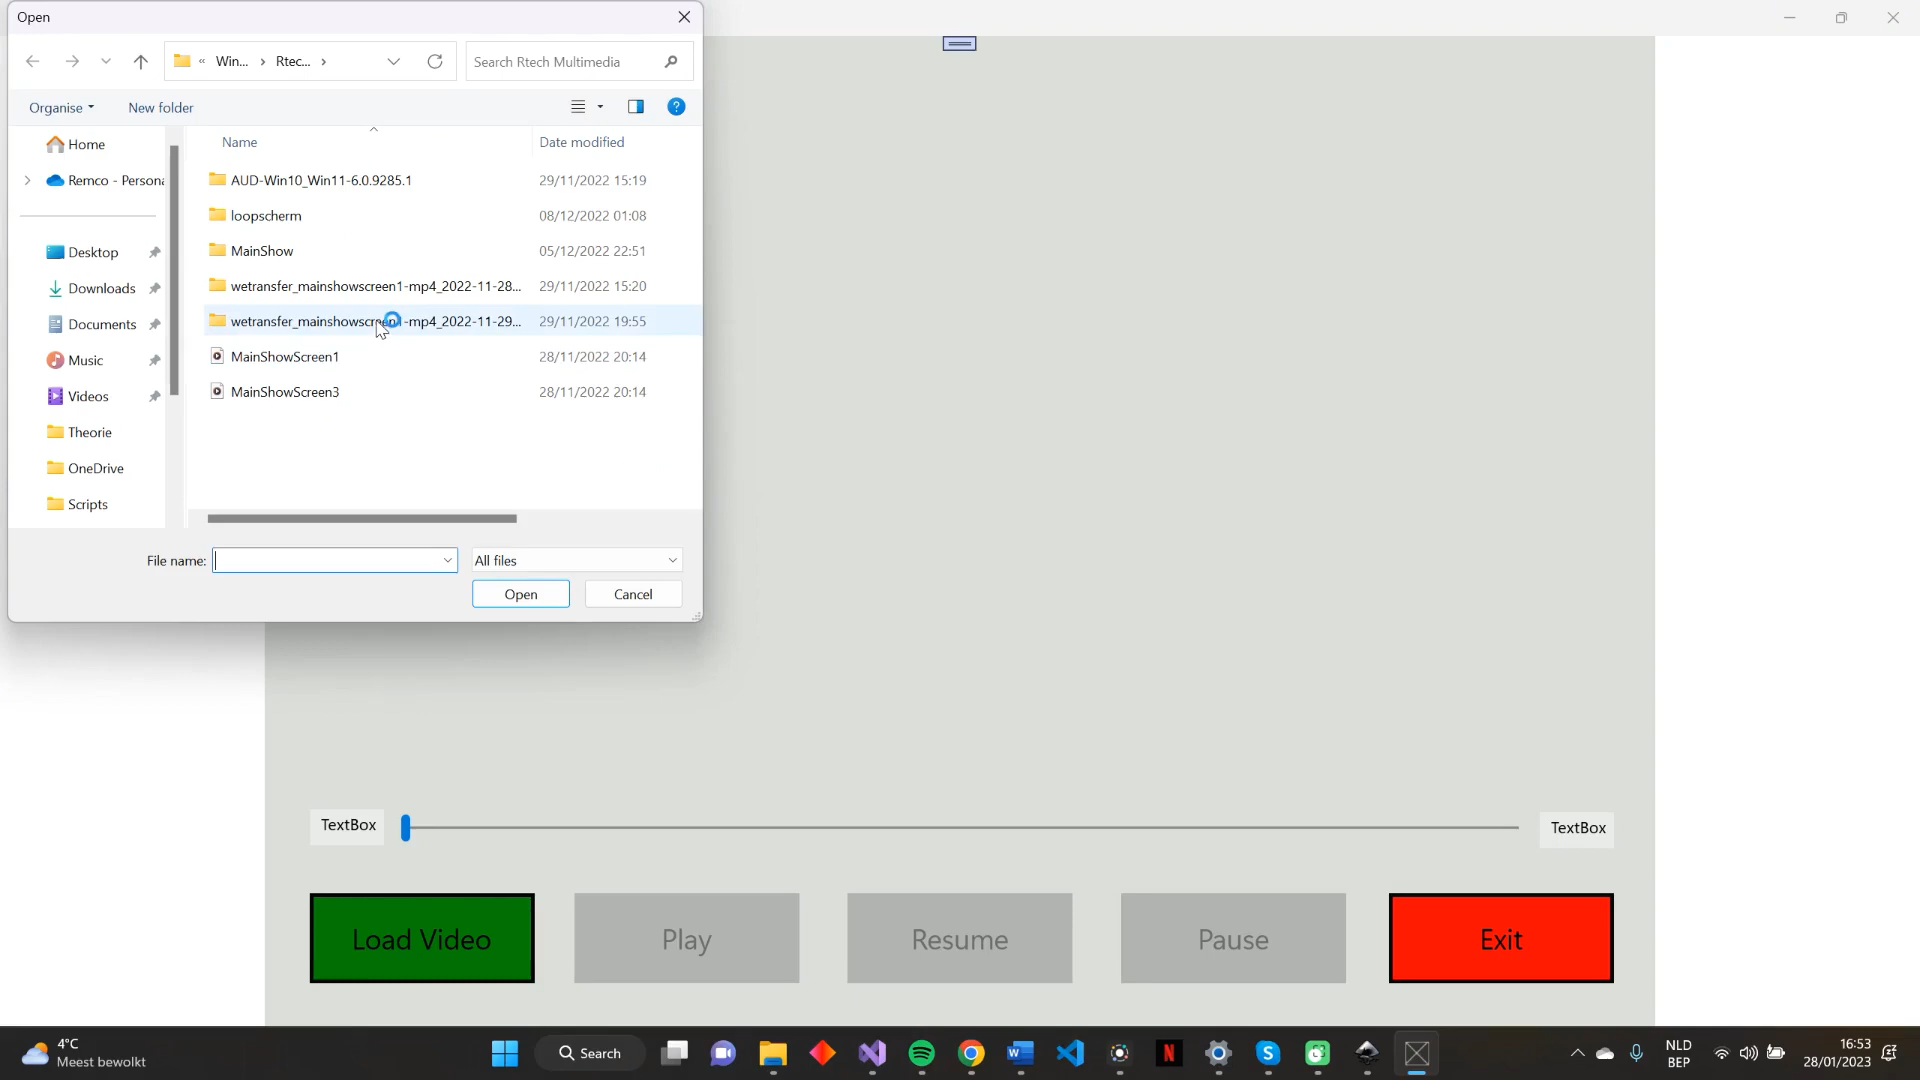 Open
« Win... › Rtec... ›
Search Rtech Multimedia
Organise
New folder
?
Name
Date modified
Home
Remco - Persona
Desktop
Downloads
Documents
Music
Videos
Theorie
OneDrive
Scripts
AUD-Win10_Win11-6.0.9285.1 29/11/2022 15:19
loopscherm 08/12/2022 01:08
MainShow 05/12/2022 22:51
wetransfer_mainshowscreen1-mp4_2022-11-28... 29/11/2022 15:20
wetransfer_mainshowscreen1-mp4_2022-11-29... 29/11/2022 19:55
MainShowScreen1 28/11/2022 20:14
MainShowScreen3 28/11/2022 20:14
File name:
All files
Open
Cancel
TextBox
TextBox
Load Video
Play
Resume
Pause
Exit
4°C
Meest bewolkt
Search
N
NLD
BEP
16:53
28/01/2023